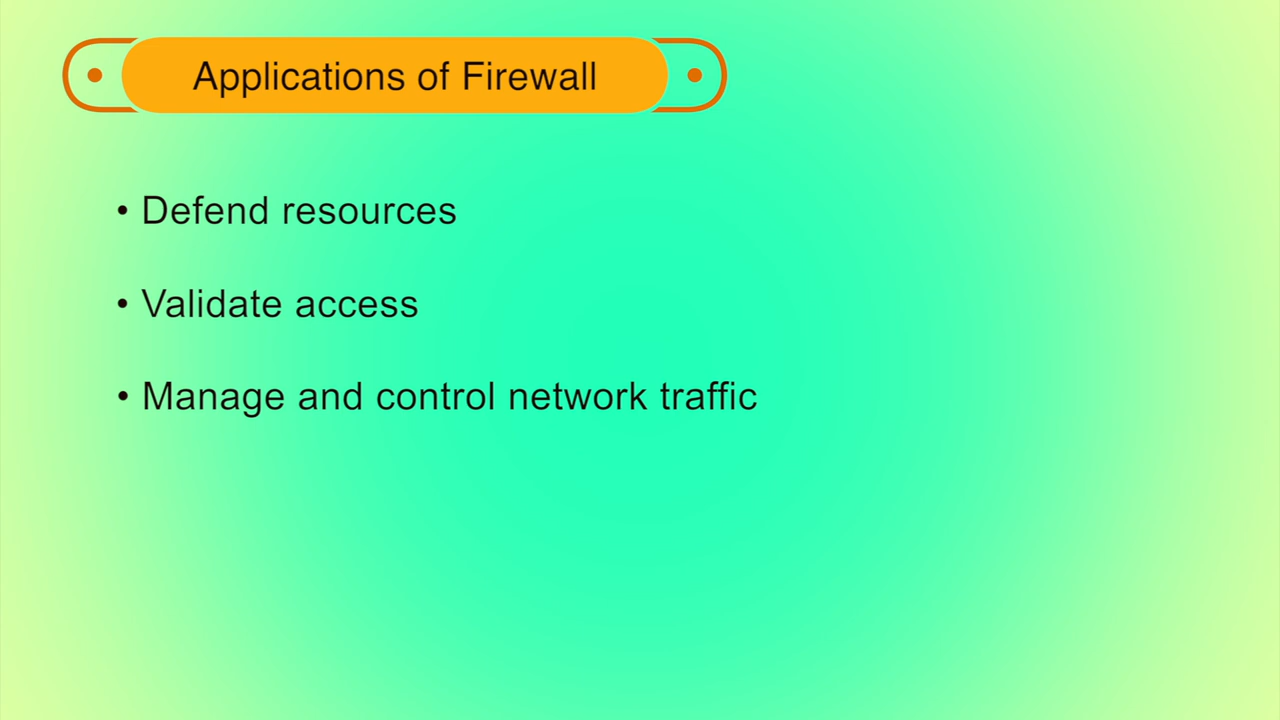 Applications of Firewall
• Defend resources
• Validate access
• Manage and control network traffic